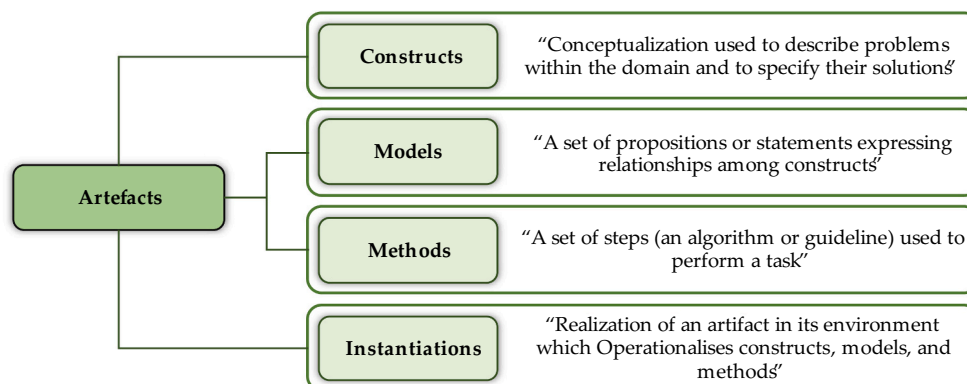 Artefacts
Constructs
“Conceptualization used to describe problems
within the domain and to specify their solutions”
Models
“A set of propositions or statements expressing
relationships among constructs”
Methods
“A set of steps (an algorithm or guideline) used to
perform a task”
Instantiations
“Realization of an artifact in its environment
which Operationalises constructs, models, and
methods”